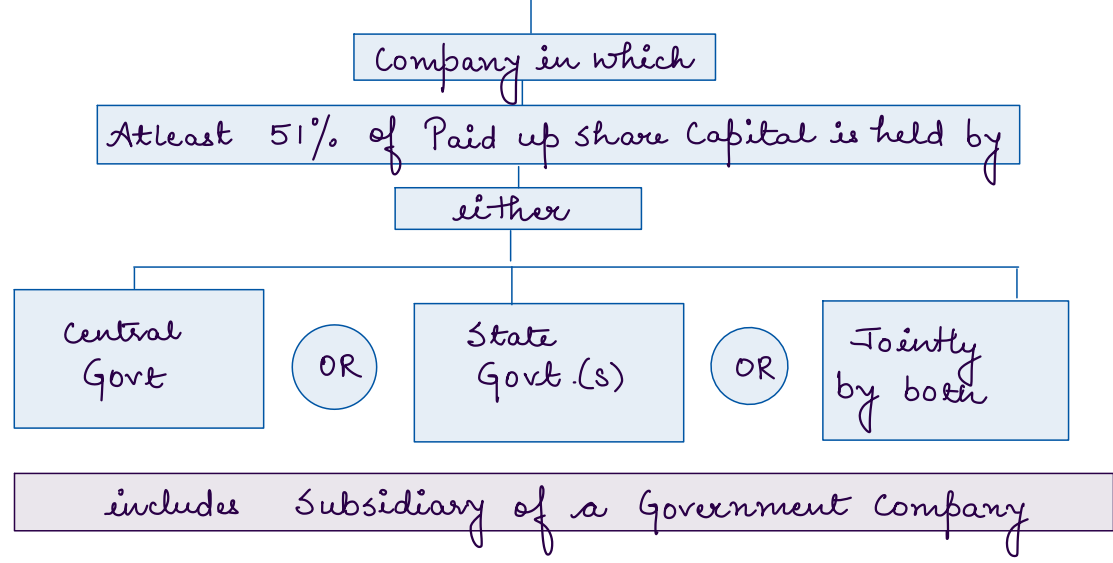 Company in which
Atleast 51% of Paid up share Capital is held by
either
Central
Govt
OR
State
Govt.(s)
OR
Jointly
by both
includes Subsidiary of a Government Company